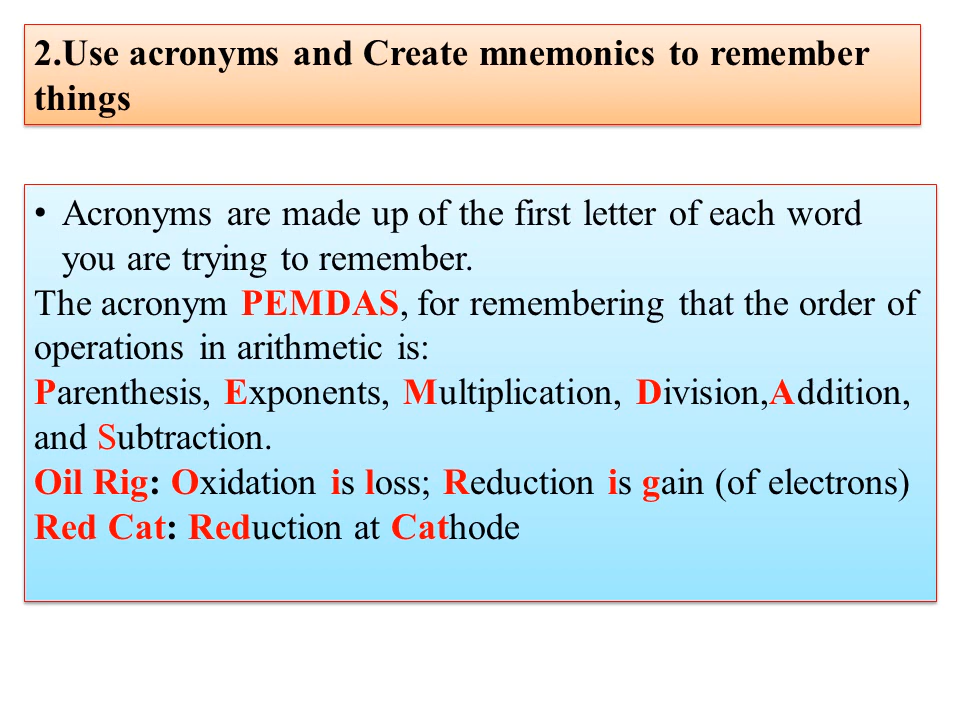 2.Use acronyms and Create mnemonics to remember
things
• Acronyms are made up of the first letter of each word
you are trying to remember.
The acronym PEMDAS, for remembering that the order of
operations in arithmetic is:
Parenthesis, Exponents, Multiplication, Division,Addition,
and Subtraction.
Oil Rig: Oxidation is loss; Reduction is gain (of electrons)
Red Cat: Reduction at Cathode